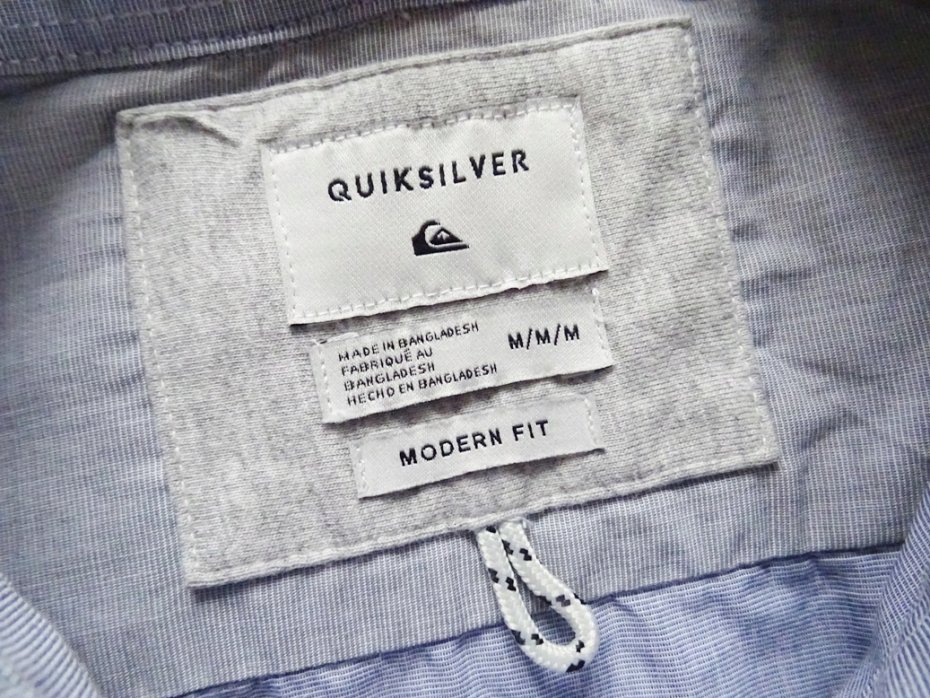 QUIKSILVER
MADE IN BANGLADESH
FABRIQUÉ AU
BANGLADESH
HECHO EN BANGLADESH
M/M/M
MODERN FIT